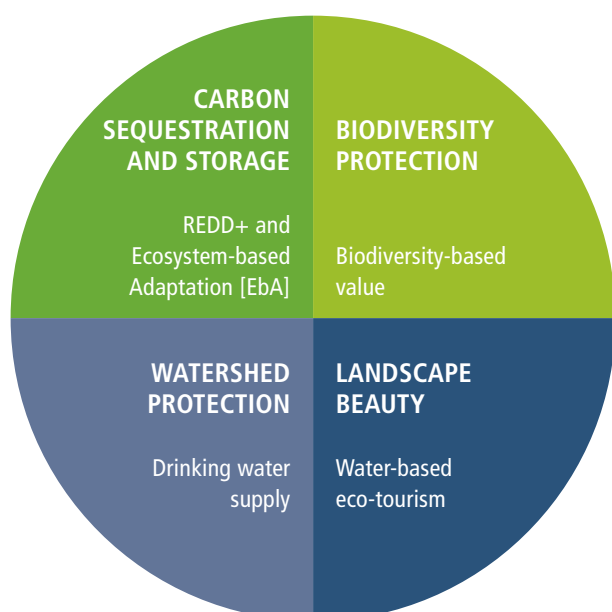 CARBON
SEQUESTRATION
AND STORAGE
REDD+ and
Ecosystem-based
Adaptation [EbA]
BIODIVERSITY
PROTECTION
Biodiversity-based
value
WATERSHED
PROTECTION
Drinking water
supply
LANDSCAPE
BEAUTY
Water-based
eco-tourism